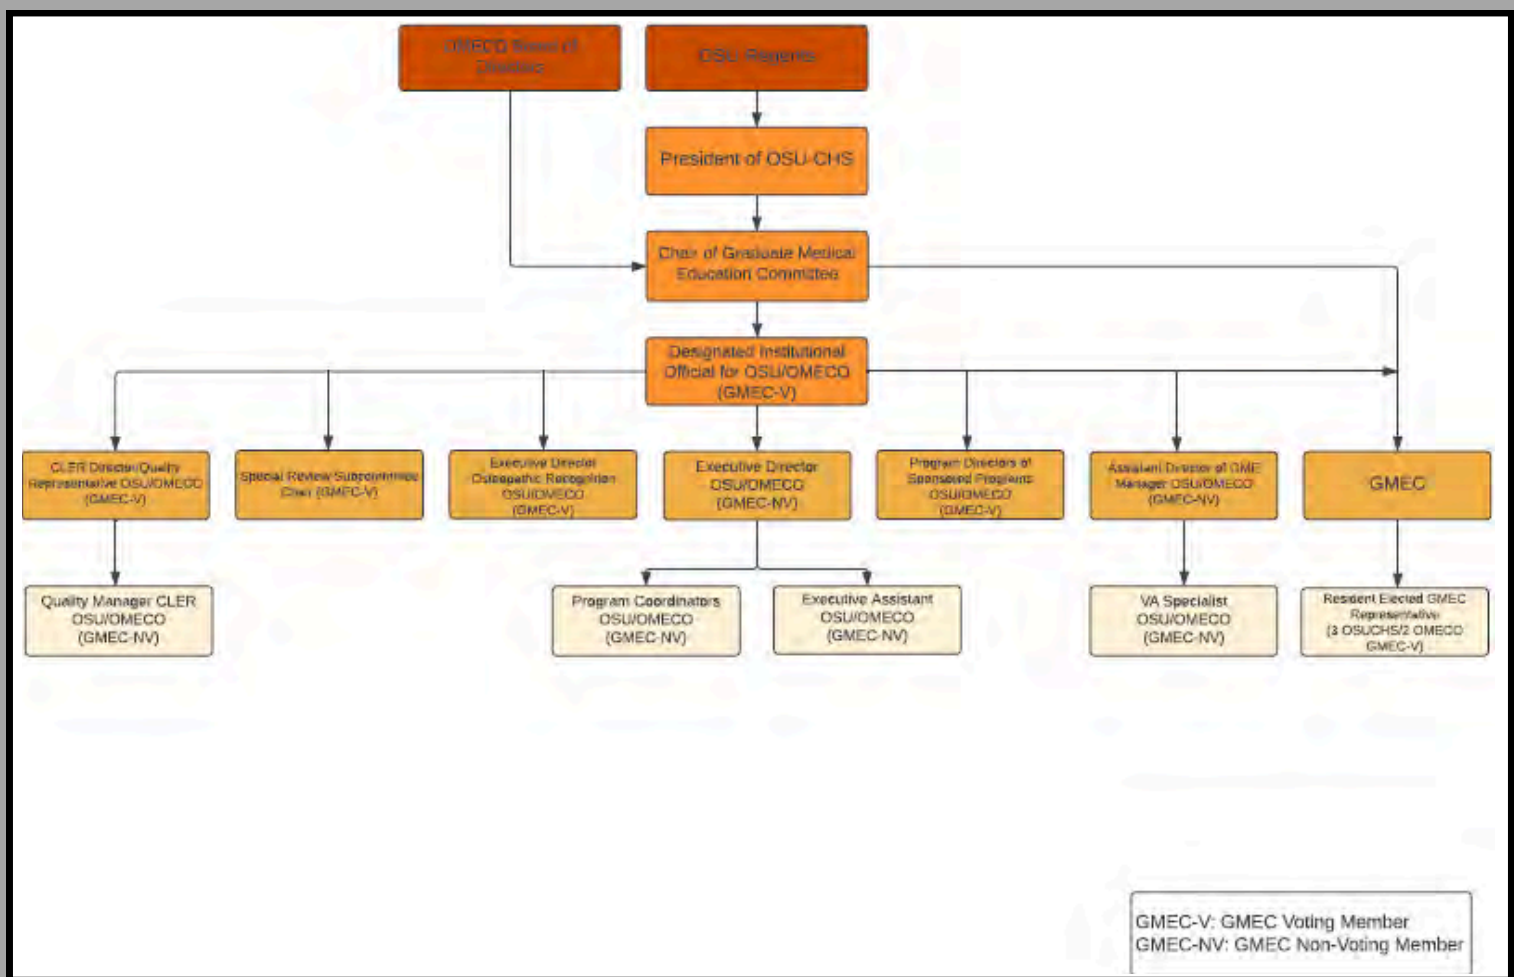 OMECO Board of
Directors
OSU Regents
President of OSU-CHS
Chair of Graduate Medical
Education Committee
Designated Institutional
Official for OSU/OMECO
(GMEC-V)
CLER Director/Quality
Representative OSU/OMECO
(GMEC-V)
Special Review Subcommittee
Chair (GMEC-V)
Executive Director
Osteopathic Recognition
OSU/OMECO
(GMEC-V)
Executive Director
OSU/OMECO
(GMEC-NV)
Program Directors of
Sponsored Programs
OSU/OMECO
(GMEC-V)
Assistant Director of GME
Manager OSU/OMECO
(GMEC-NV)
GMEC
Quality Manager CLER
OSU/OMECO
(GMEC-NV)
Program Coordinators
OSU/OMECO
(GMEC-NV)
Executive Assistant
OSU/OMECO
(GMEC-NV)
VA Specialist
OSU/OMECO
(GMEC-NV)
Resident Elected GMEC
Representative
(3 OSUCHS/2 OMECO
GMEC-V)
GMEC-V: GMEC Voting Member
GMEC-NV: GMEC Non-Voting Member